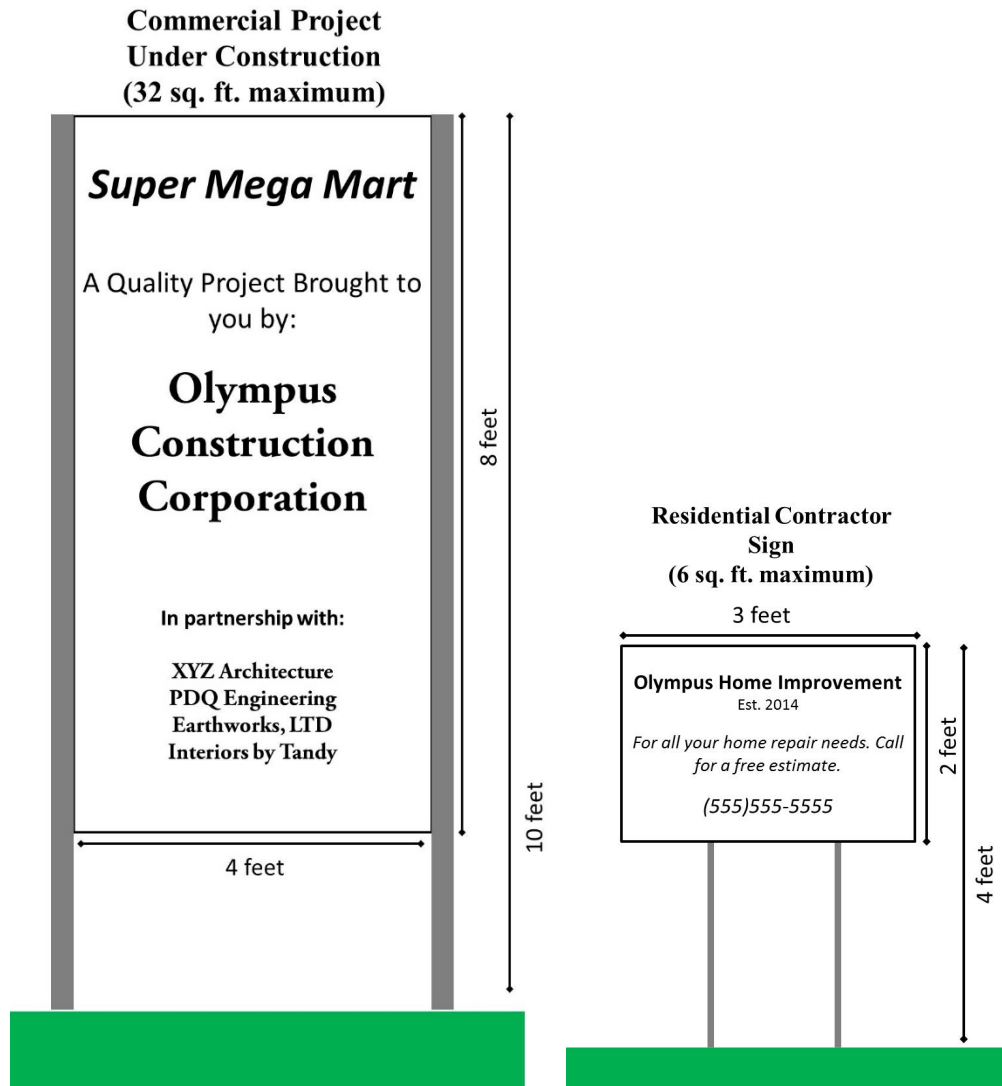 Commercial Project
Under Construction
(32 sq. ft. maximum)
Super Mega Mart
A Quality Project Brought to
you by:
Olympus
Construction
Corporation
In partnership with:
XYZ Architecture
PDQ Engineering
Earthworks, LTD
Interiors by Tandy
4 feet
8 feet
10 feet
Residential Contractor
Sign
(6 sq. ft. maximum)
3 feet
Olympus Home Improvement
Est. 2014
For all your home repair needs. Call
for a free estimate.
(555)555-5555
2 feet
4 feet